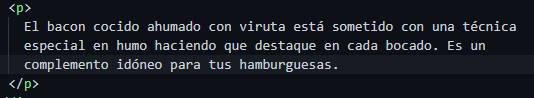 <p>
El bacon cocido ahumado con viruta está sometido con una técnica
especial en humo haciendo que destaque en cada bocado. Es un
complemento idóneo para tus hamburguesas.
</p>